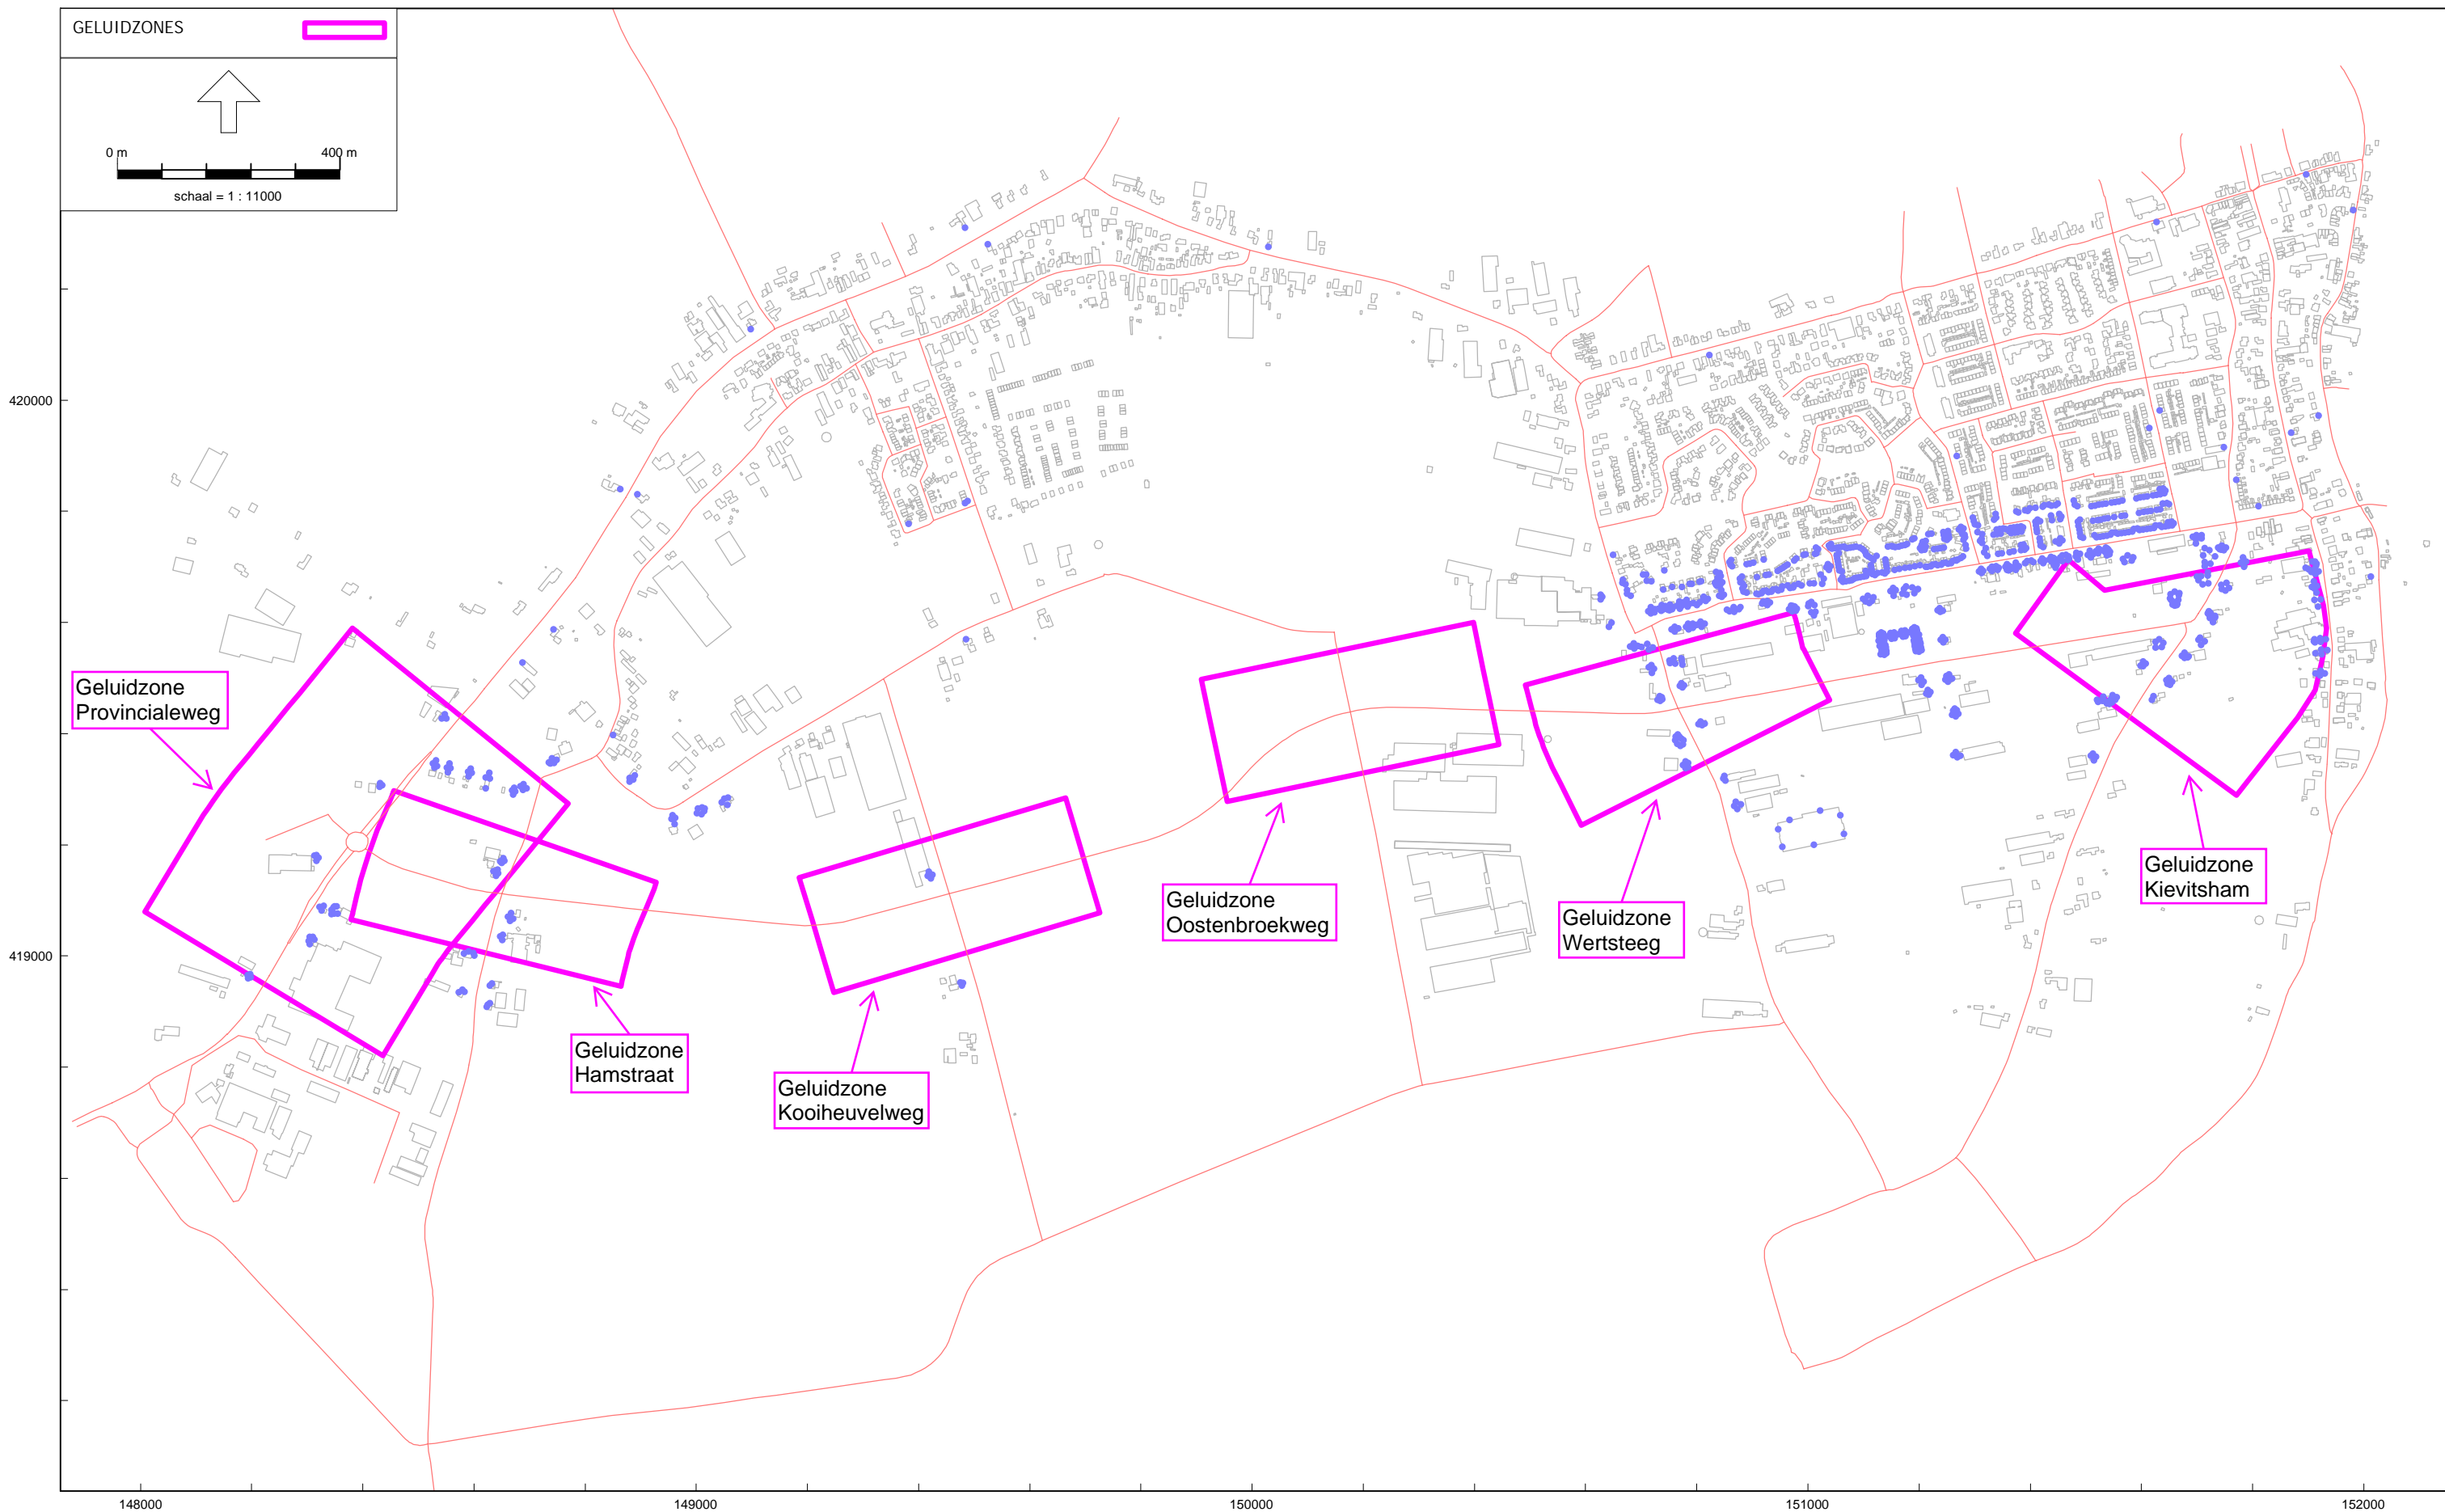 GELUIDZONES
0 m
400 m
schaal = 1 : 11000
420000
Geluidzone
Provincialeweg
Geluidzone
Kievitsham
Geluidzone
Oostenbroekweg
Geluidzone
Wertsteeg
419000
Geluidzone
Hamstraat
Geluidzone
Kooiheuvelweg
148000
149000
150000
151000
152000